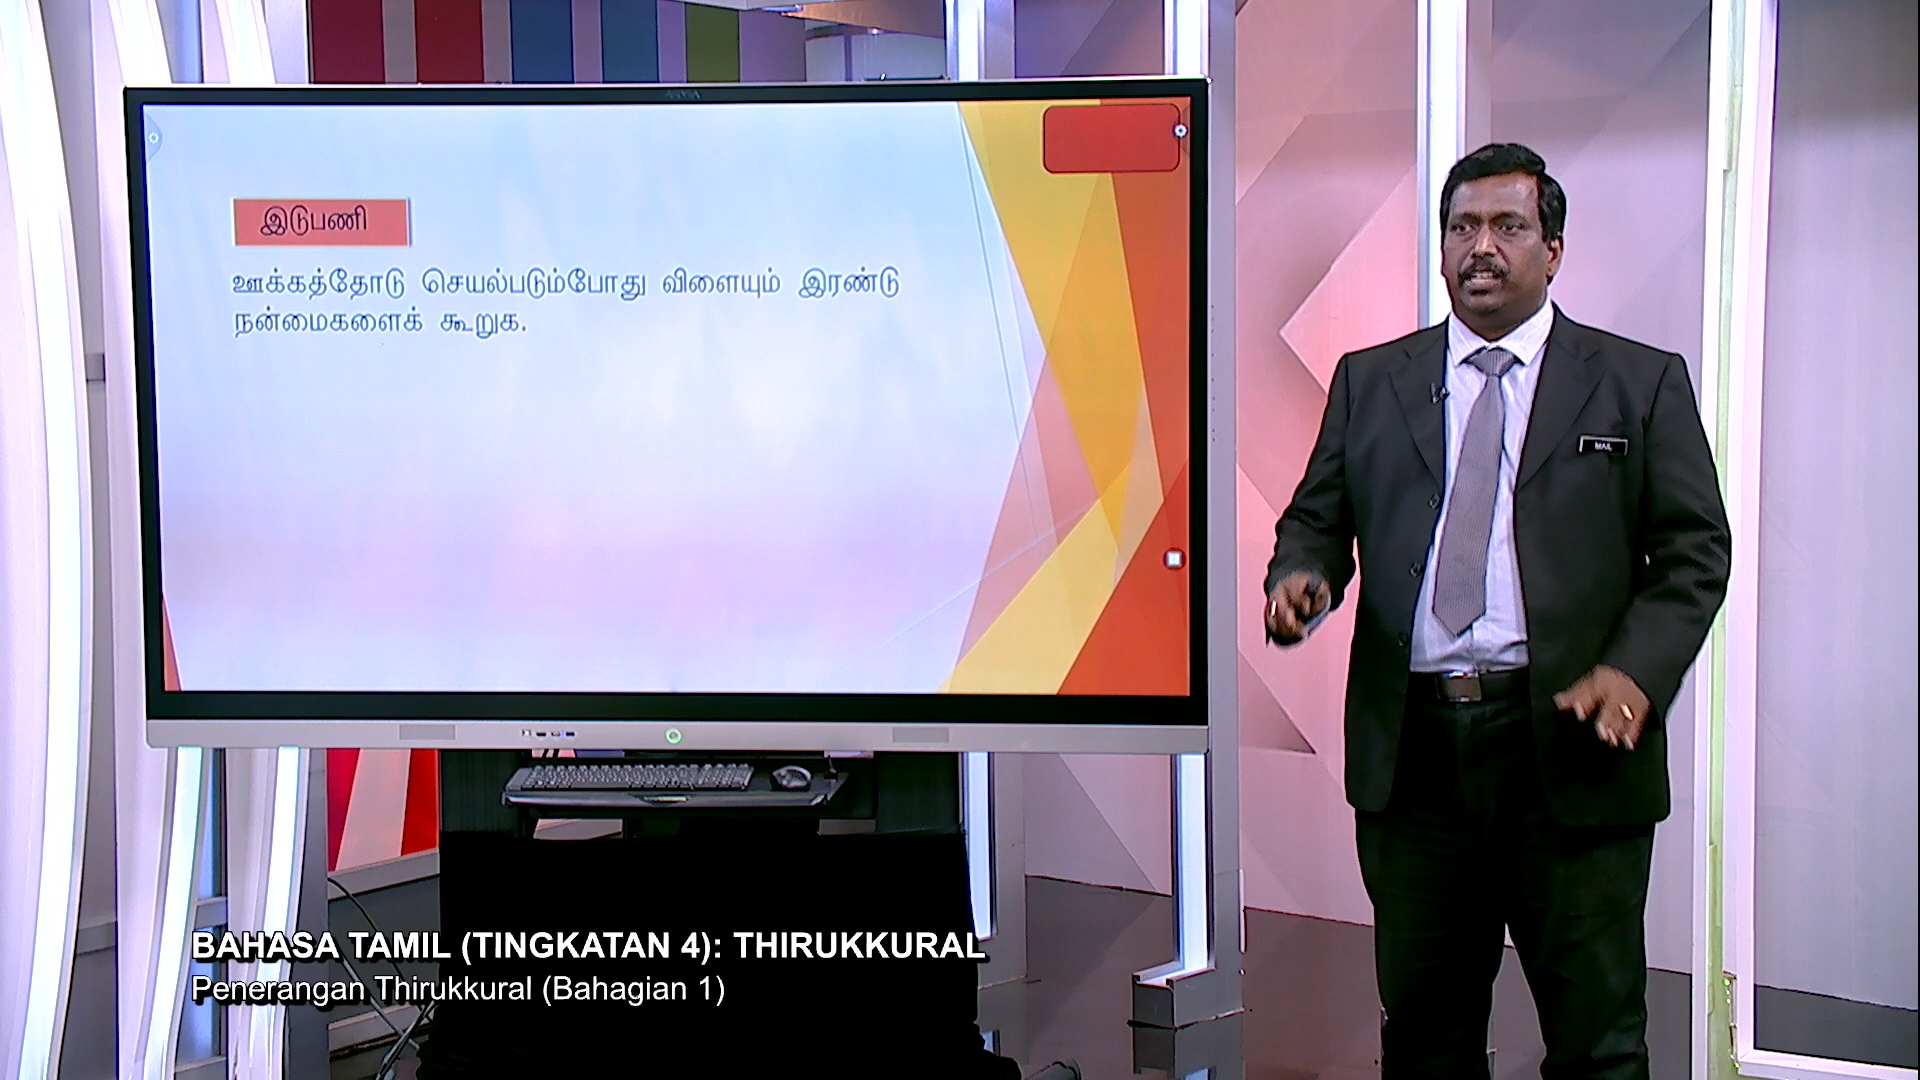 இடுபணி
ஊக்கத்தோடு செயல்படும்போது விளையும் இரண்டு
நன்மைகளைக் கூறுக.
BAHASA TAMIL (TINGKATAN 4): THIRUKKURAL
Penerangan Thirukkural (Bahagian 1)